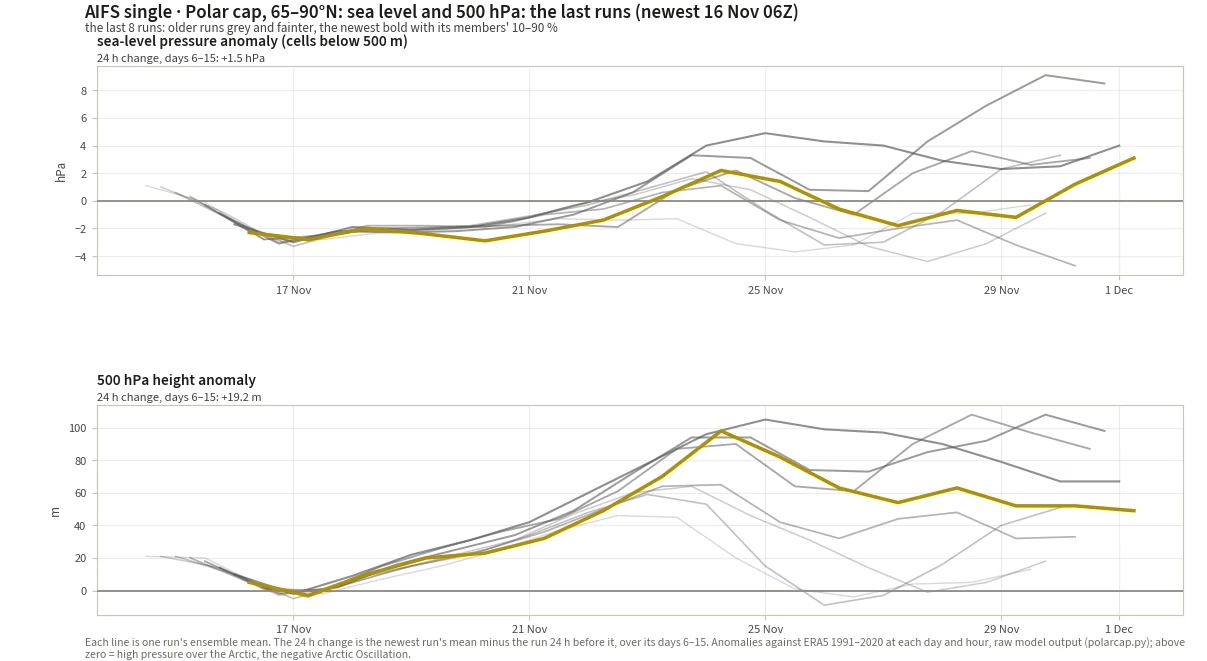 AIFS single · Polar cap, 65–90°N: sea level and 500 hPa: the last runs (newest 16 Nov 06Z)
the last 8 runs: older runs grey and fainter, the newest bold with its members' 10–90 %
sea-level pressure anomaly (cells below 500 m)
24 h change, days 6–15: +1.5 hPa
8
6
4
2
0
−2
−4
hPa
17 Nov
21 Nov
25 Nov
29 Nov
1 Dec
500 hPa height anomaly
24 h change, days 6–15: +19.2 m
100
80
60
40
20
0
m
17 Nov
21 Nov
25 Nov
29 Nov
1 Dec
Each line is one run's ensemble mean. The 24 h change is the newest run's mean minus the run 24 h before it, over its days 6–15. Anomalies against ERA5 1991–2020 at each day and hour, raw model output (polarcap.py); above
zero = high pressure over the Arctic, the negative Arctic Oscillation.